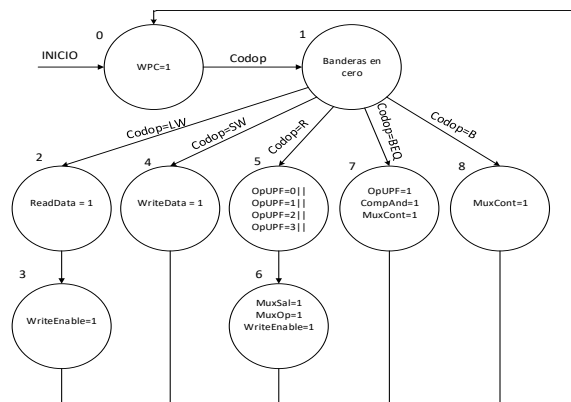 0
1
INICIO
WPC=1
Codop
Banderas en
cero
Codop=LW
Codop=SW
Codop=R
Codop=BEQ
Codop=B
2
4
5
7
8
ReadData = 1
WriteData = 1
OpUPF=0||
OpUPF=1||
OpUPF=2||
OpUPF=3||
OpUPF=1
CompAnd=1
MuxCont=1
MuxCont=1
3
6
WriteEnable=1
MuxSal=1
MuxOp=1
WriteEnable=1